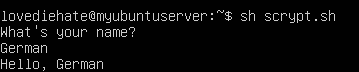 lovediehate@myubuntuserver:~$ sh scrypt.sh
What's your name?
German
Hello, German